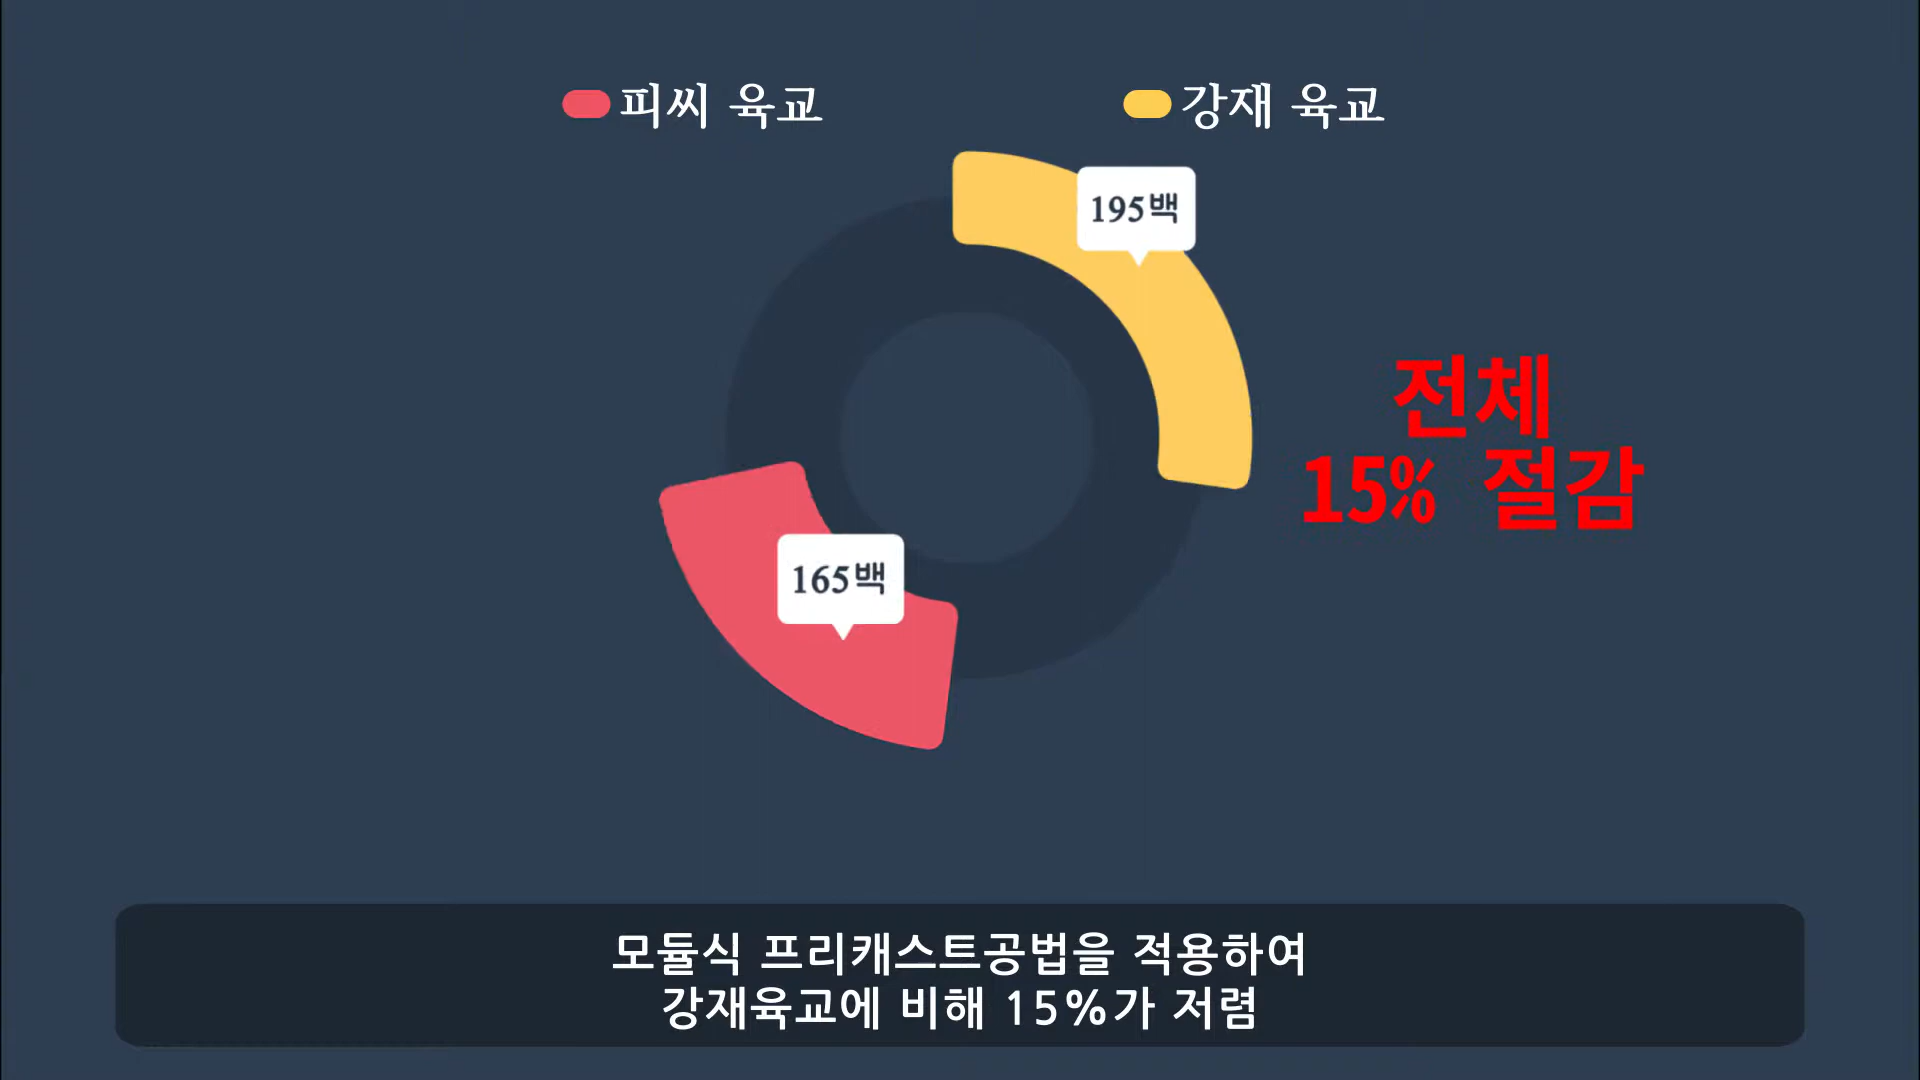 피씨 육교
강재 육교
195백
165백
전체
15% 절감
모듈식 프리캐스트공법을 적용하여
강재육교에 비해 15%가 저렴